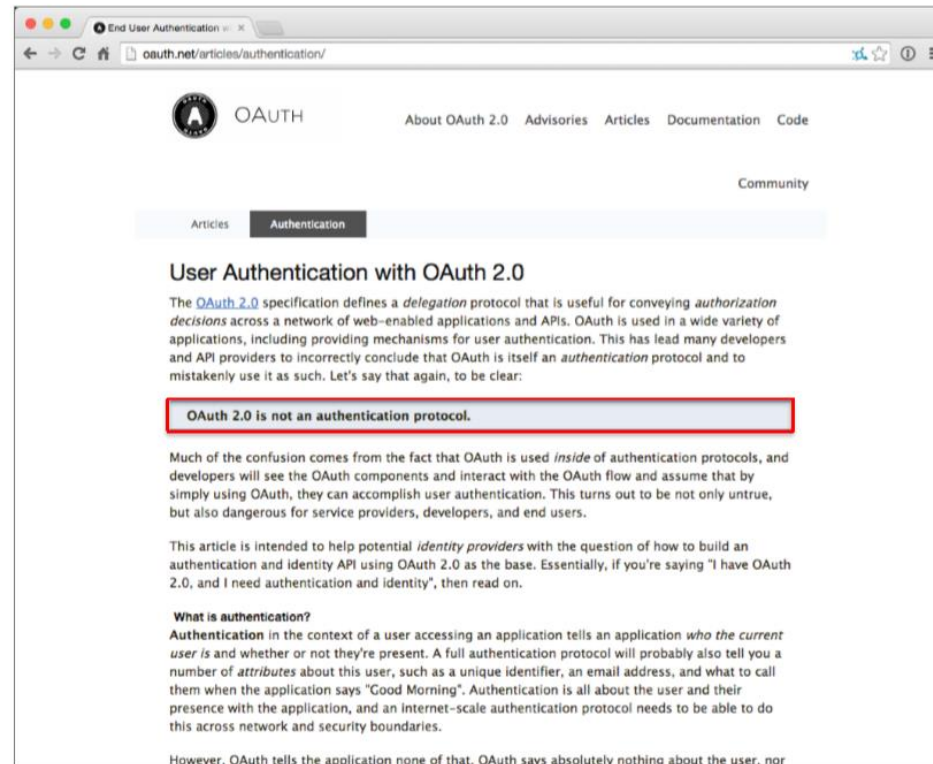 End User Authentication w
oauth.net/articles/authentication/
OAUTH
About OAuth 2.0 Advisories Articles Documentation Code
Community
Articles Authentication
User Authentication with OAuth 2.0
The OAuth 2.0 specification defines a delegation protocol that is useful for conveying authorization
decisions across a network of web-enabled applications and APIs. OAuth is used in a wide variety of
applications, including providing mechanisms for user authentication. This has lead many developers
and API providers to incorrectly conclude that OAuth is itself an authentication protocol and to
mistakenly use it as such. Let's say that again, to be clear:
OAuth 2.0 is not an authentication protocol.
Much of the confusion comes from the fact that OAuth is used inside of authentication protocols, and
developers will see the OAuth components and interact with the OAuth flow and assume that by
simply using OAuth, they can accomplish user authentication. This turns out to be not only untrue,
but also dangerous for service providers, developers, and end users.
This article is intended to help potential identity providers with the question of how to build an
authentication and identity API using OAuth 2.0 as the base. Essentially, if you're saying "I have OAuth
2.0, and I need authentication and identity", then read on.
What is authentication?
Authentication in the context of a user accessing an application tells an application who the current
user is and whether or not they're present. A full authentication protocol will probably also tell you a
number of attributes about this user, such as a unique identifier, an email address, and what to call
them when the application says "Good Morning". Authentication is all about the user and their
presence with the application, and an internet-scale authentication protocol needs to be able to do
this across network and security boundaries.
However, OAuth tells the application none of that. OAuth says absolutely nothing about the user, nor